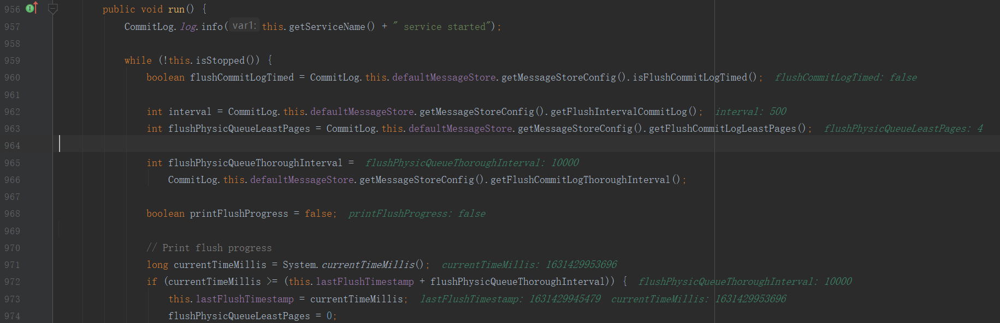 956 public void run() {
957 CommitLog.log.info( var1: this.getServiceName() + " service started");
958
959 while (!this.isStopped()) {
960 boolean flushCommitLogTimed = CommitLog.this.defaultMessageStore.getMessageStoreConfig().isFlushCommitLogTimed(); flushCommitLogTimed: false
961
962 int interval = CommitLog.this.defaultMessageStore.getMessageStoreConfig().getFlushIntervalCommitLog(); interval: 500
963 int flushPhysicQueueLeastPages = CommitLog.this.defaultMessageStore.getMessageStoreConfig().getFlushCommitLogLeastPages(); flushPhysicQueueLeastPages: 4
964
965 int flushPhysicQueueThoroughInterval = flushPhysicQueueThoroughInterval: 10000
966 CommitLog.this.defaultMessageStore.getMessageStoreConfig().getFlushCommitLogThoroughInterval();
967
968 boolean printFlushProgress = false; printFlushProgress: false
969
970 // Print flush progress
971 long currentTimeMillis = System.currentTimeMillis(); currentTimeMillis: 1631429953696
972 if (currentTimeMillis >= (this.lastFlushTimestamp + flushPhysicQueueThoroughInterval)) { flushPhysicQueueThoroughInterval: 10000
973 this.lastFlushTimestamp = currentTimeMillis; lastFlushTimestamp: 1631429945479 currentTimeMillis: 1631429953696
974 flushPhysicQueueLeastPages = 0;